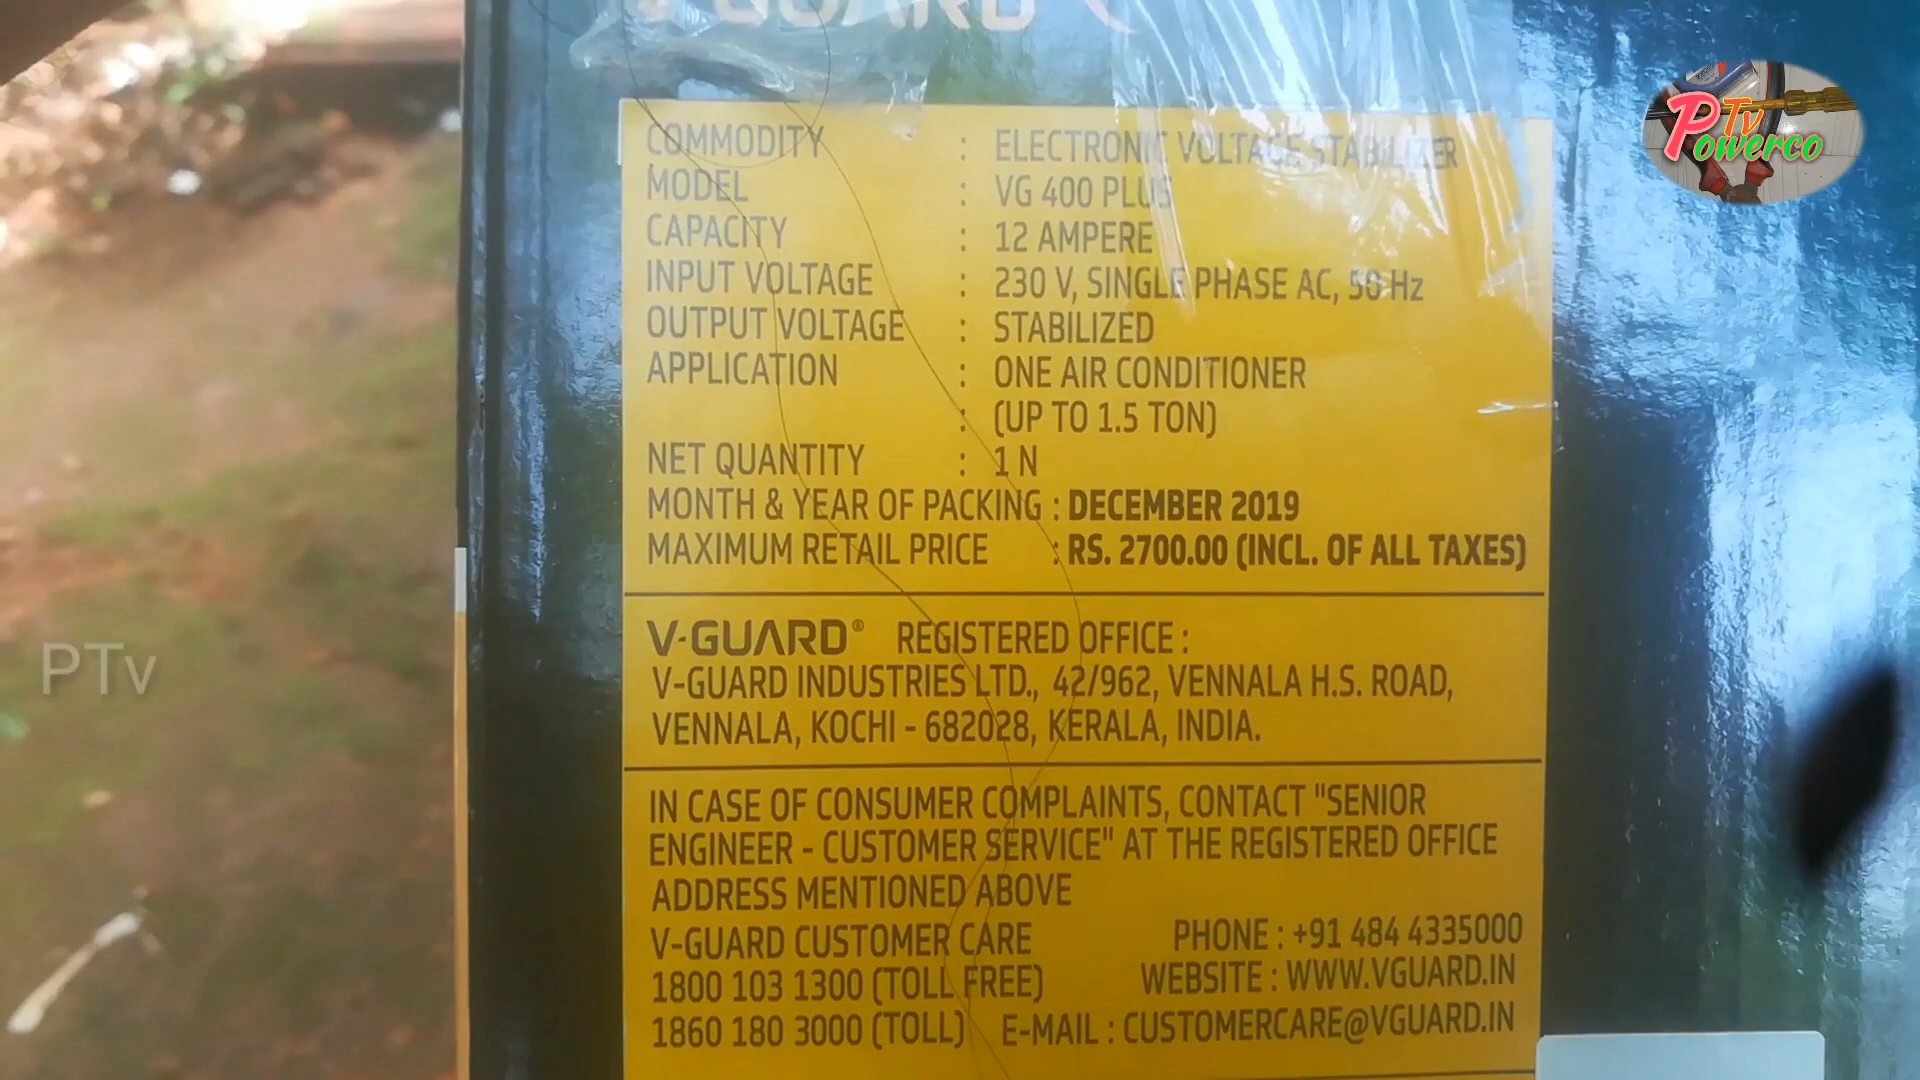 V-GUARD
COMMODITY : ELECTRONIC VOLTAGE STABILIZER
MODEL : VG 400 PLUS
CAPACITY : 12 AMPERE
INPUT VOLTAGE : 230 V, SINGLE PHASE AC, 50 Hz
OUTPUT VOLTAGE : STABILIZED
APPLICATION : ONE AIR CONDITIONER
: (UP TO 1.5 TON)
NET QUANTITY : 1 N
MONTH & YEAR OF PACKING : DECEMBER 2019
MAXIMUM RETAIL PRICE : RS. 2700.00 (INCL. OF ALL TAXES)
V-GUARD® REGISTERED OFFICE :
V-GUARD INDUSTRIES LTD., 42/962, VENNALA H.S. ROAD,
VENNALA, KOCHI - 682028, KERALA, INDIA.
IN CASE OF CONSUMER COMPLAINTS, CONTACT "SENIOR
ENGINEER - CUSTOMER SERVICE" AT THE REGISTERED OFFICE
ADDRESS MENTIONED ABOVE
V-GUARD CUSTOMER CARE PHONE : +91 484 4335000
1800 103 1300 (TOLL FREE) WEBSITE : WWW.VGUARD.IN
1860 180 3000 (TOLL) E-MAIL : CUSTOMERCARE@VGUARD.IN
Powerco Tv
PTv